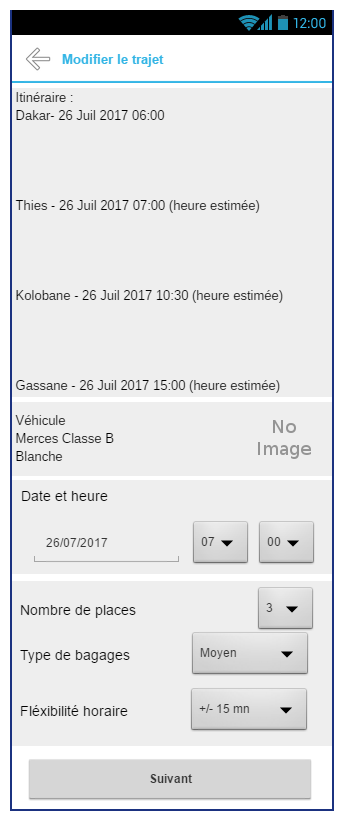 12:00
Modifier le trajet
Itinéraire :
Dakar- 26 Juil 2017 06:00
Thies - 26 Juil 2017 07:00 (heure estimée)
Kolobane - 26 Juil 2017 10:30 (heure estimée)
Gassane - 26 Juil 2017 15:00 (heure estimée)
Véhicule
Merces Classe B
Blanche
No
Image
Date et heure
26/07/2017 07 00
Nombre de places 3
Type de bagages Moyen
Fléxibilité horaire +/- 15 mn
Suivant